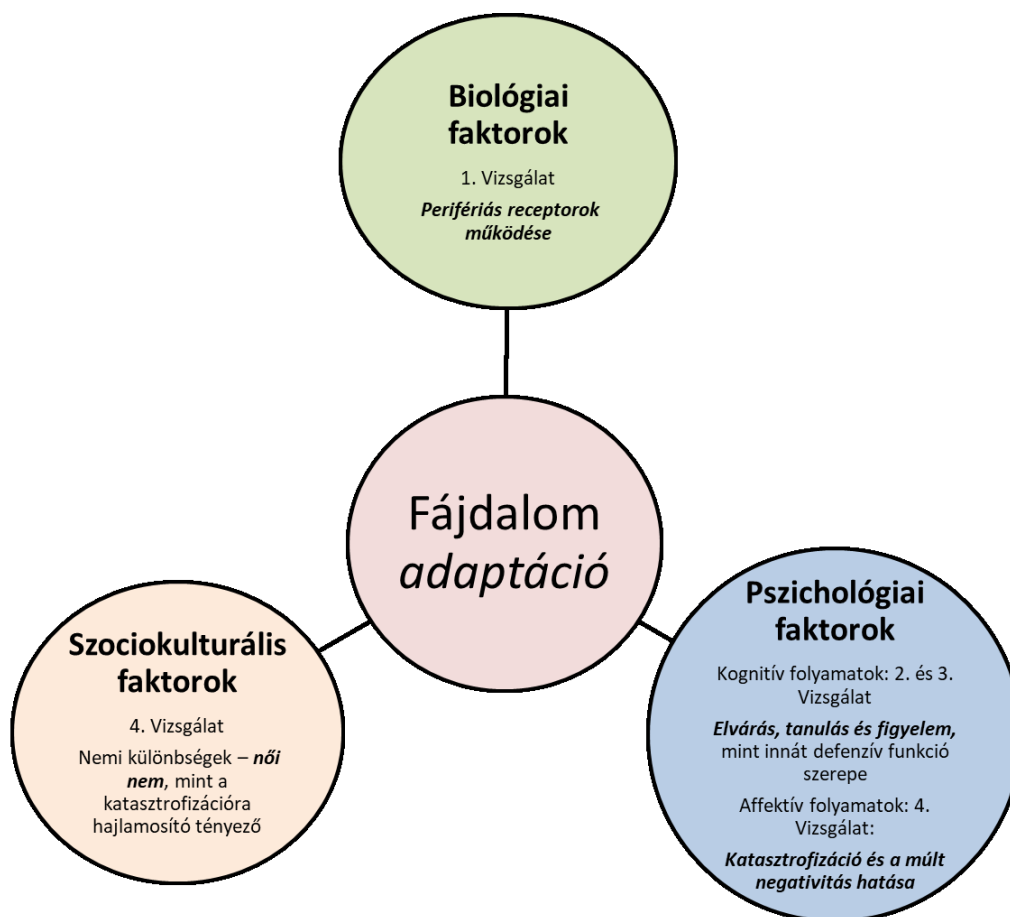 Biológiai
faktorok
1. Vizsgálat
Perifériás receptorok
működése
Fájdalom
adaptáció
Szociokulturális
faktorok
4. Vizsgálat
Nemi különbségek – női
nem, mint a
katasztrofizációra
hajlamosító tényező
Pszichológiai
faktorok
Kognitív folyamatok: 2. és 3.
Vizsgálat
Elvárás, tanulás és figyelem,
mint innát defenzív funkció
szerepe
Affektív folyamatok: 4.
Vizsgálat:
Katasztrofizáció és a múlt
negativitás hatása